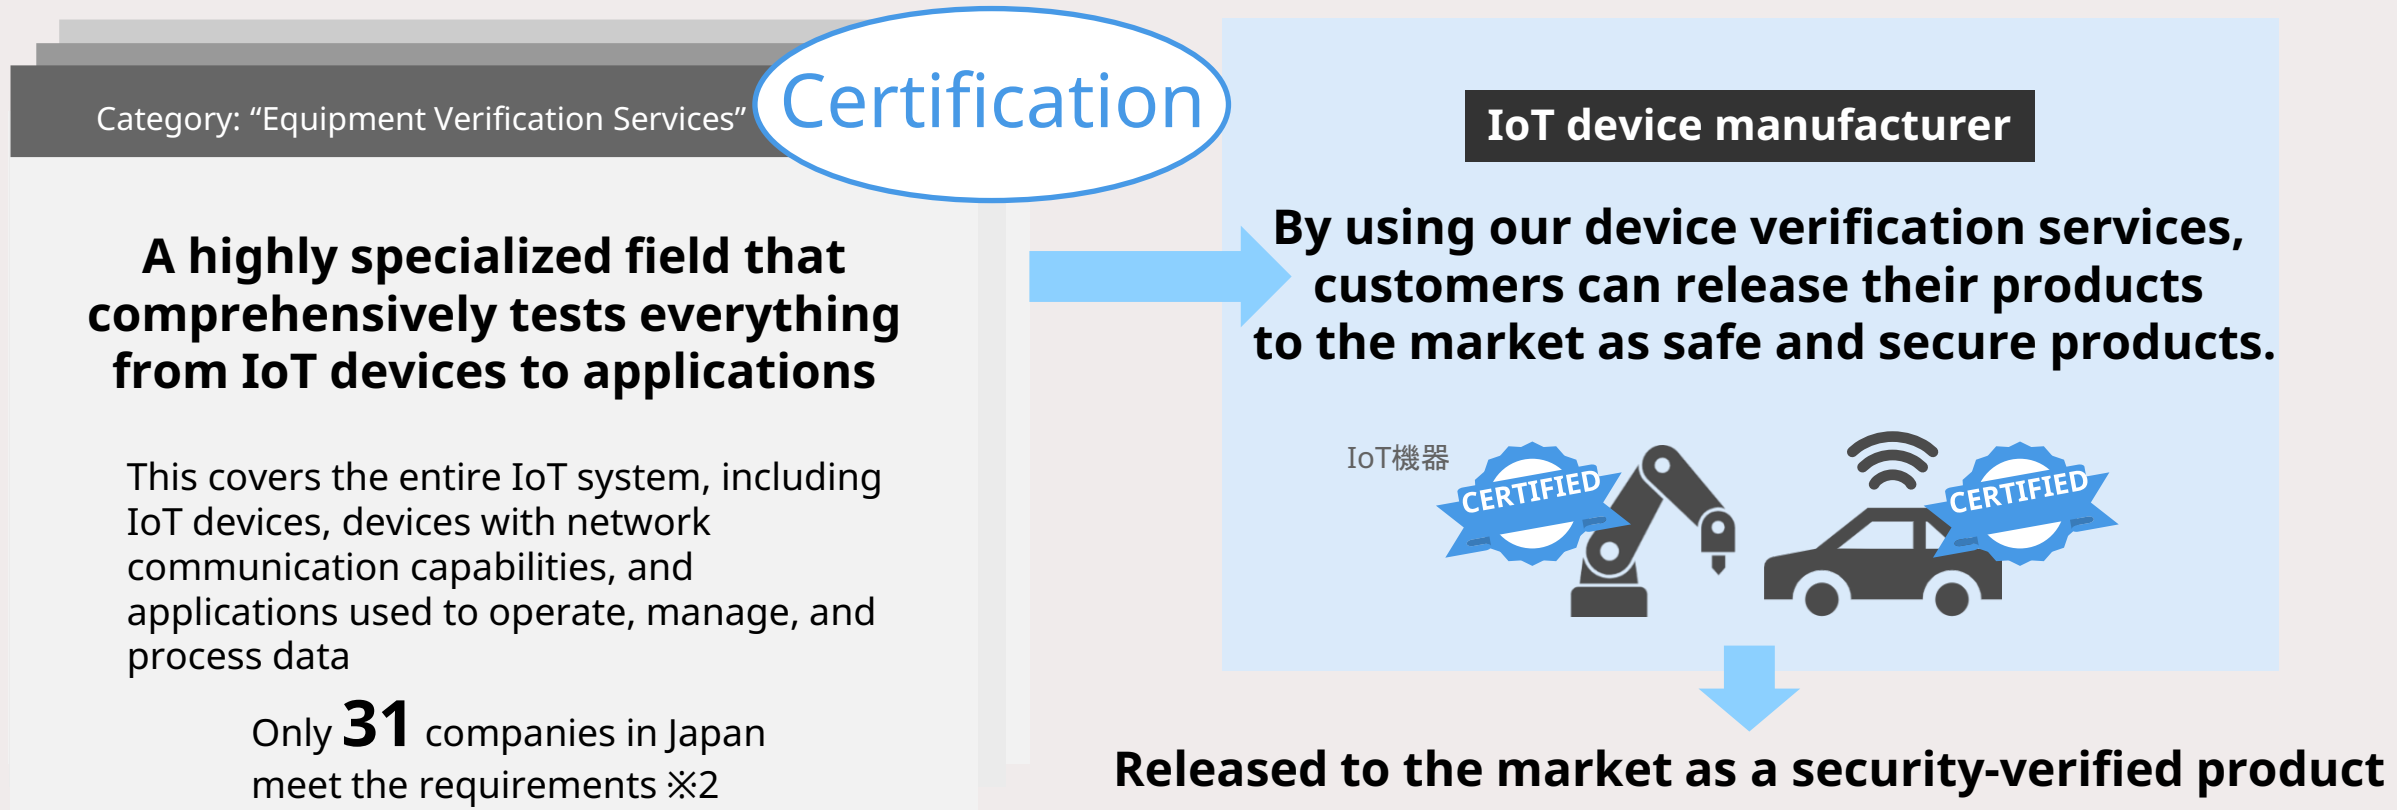 Category: “Equipment Verification Services”
Certification
A highly specialized field that
comprehensively tests everything
from IoT devices to applications
This covers the entire IoT system, including
IoT devices, devices with network
communication capabilities, and
applications used to operate, manage, and
process data
Only 31 companies in Japan
meet the requirements ※2
IoT device manufacturer
By using our device verification services,
customers can release their products
to the market as safe and secure products.
IoT機器
CERTIFIED
CERTIFIED
Released to the market as a security-verified product